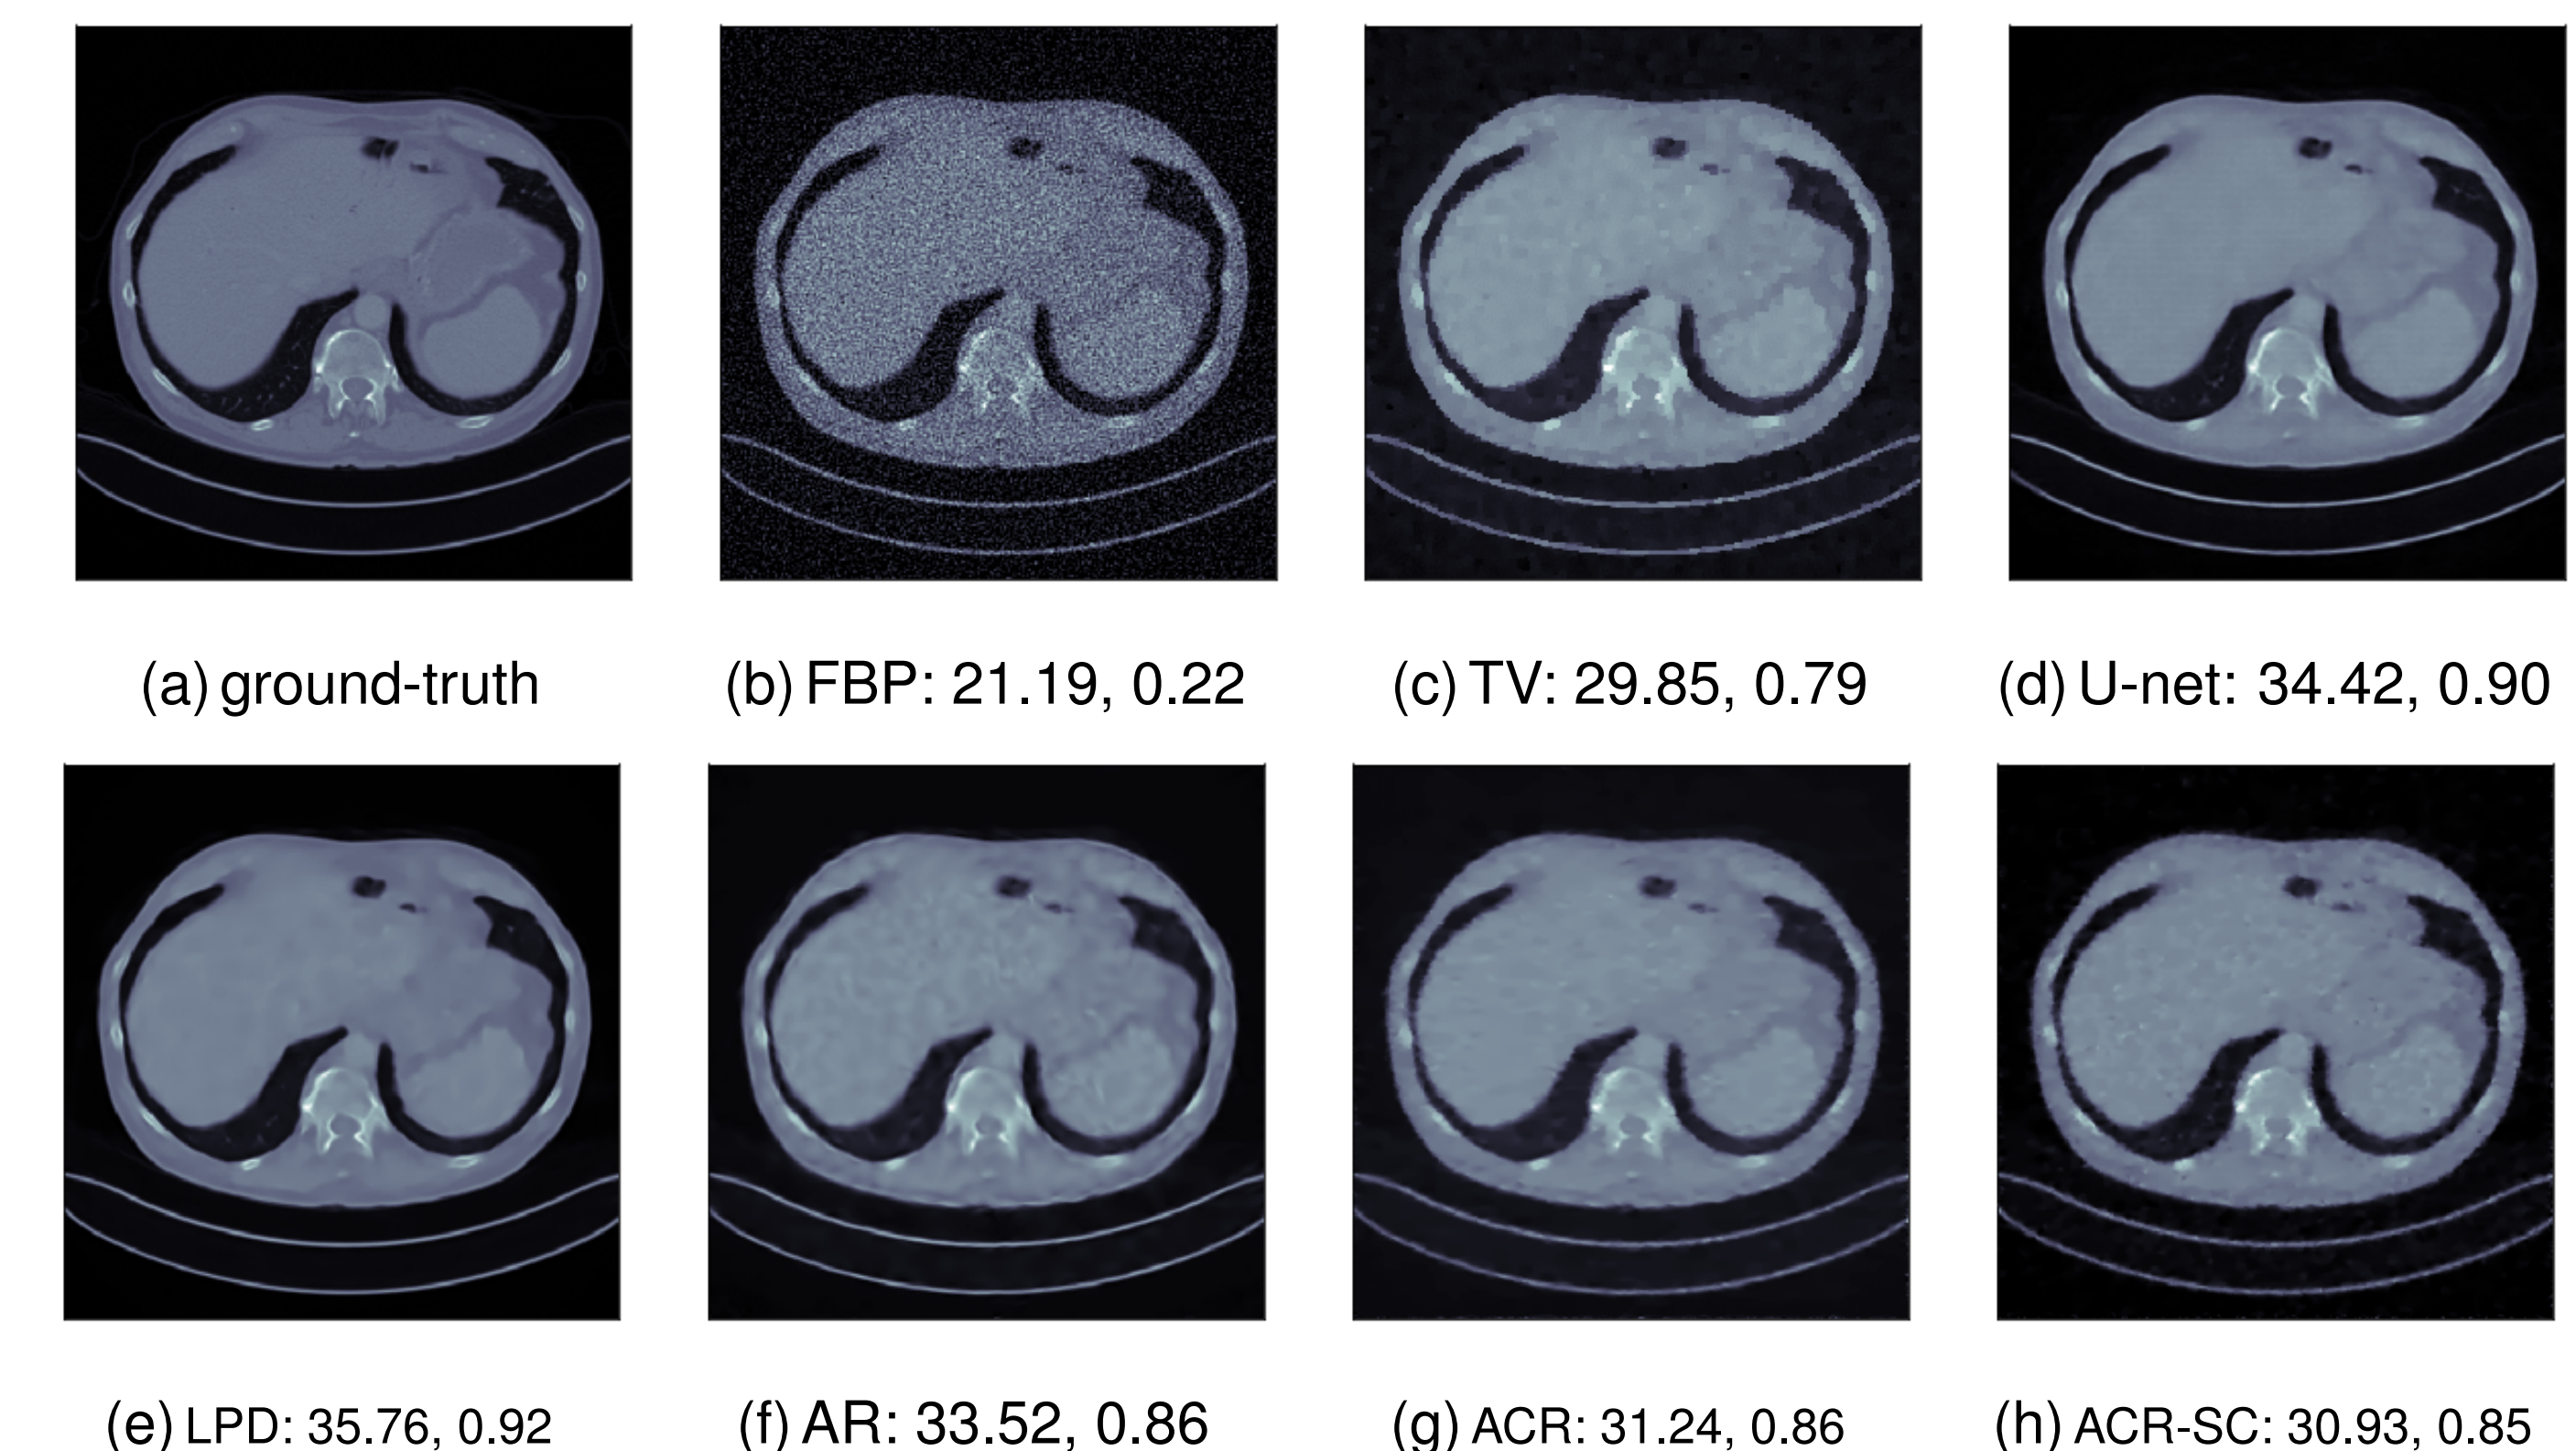 (a) ground-truth
(b) FBP: 21.19, 0.22
(c) TV: 29.85, 0.79
(d) U-net: 34.42, 0.90
(e) LPD: 35.76, 0.92
(f) AR: 33.52, 0.86
(g) ACR: 31.24, 0.86
(h) ACR-SC: 30.93, 0.85